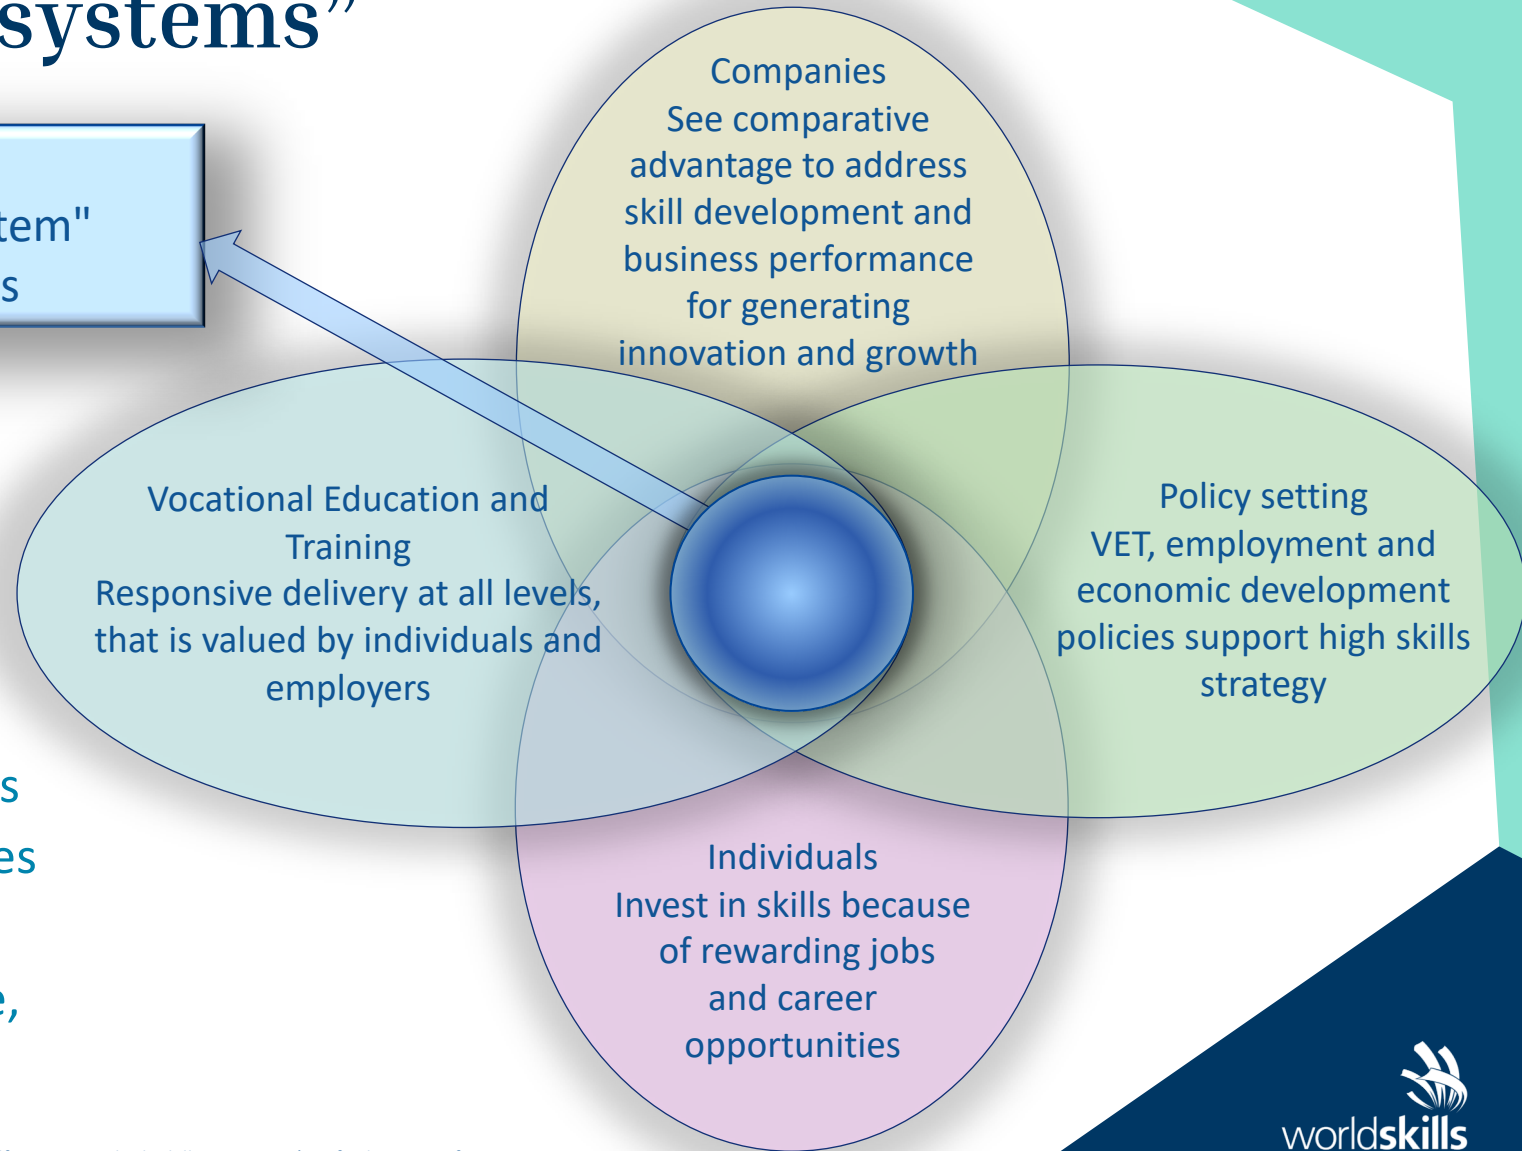 systems”
Companies
See comparative
advantage to address
skill development and
business performance
for generating
innovation and growth
tem"
s
Vocational Education and
Training
Responsive delivery at all levels,
that is valued by individuals and
employers
Policy setting
VET, employment and
economic development
policies support high skills
strategy
s
es
e,
Individuals
Invest in skills because
of rewarding jobs
and career
opportunities
worldskills